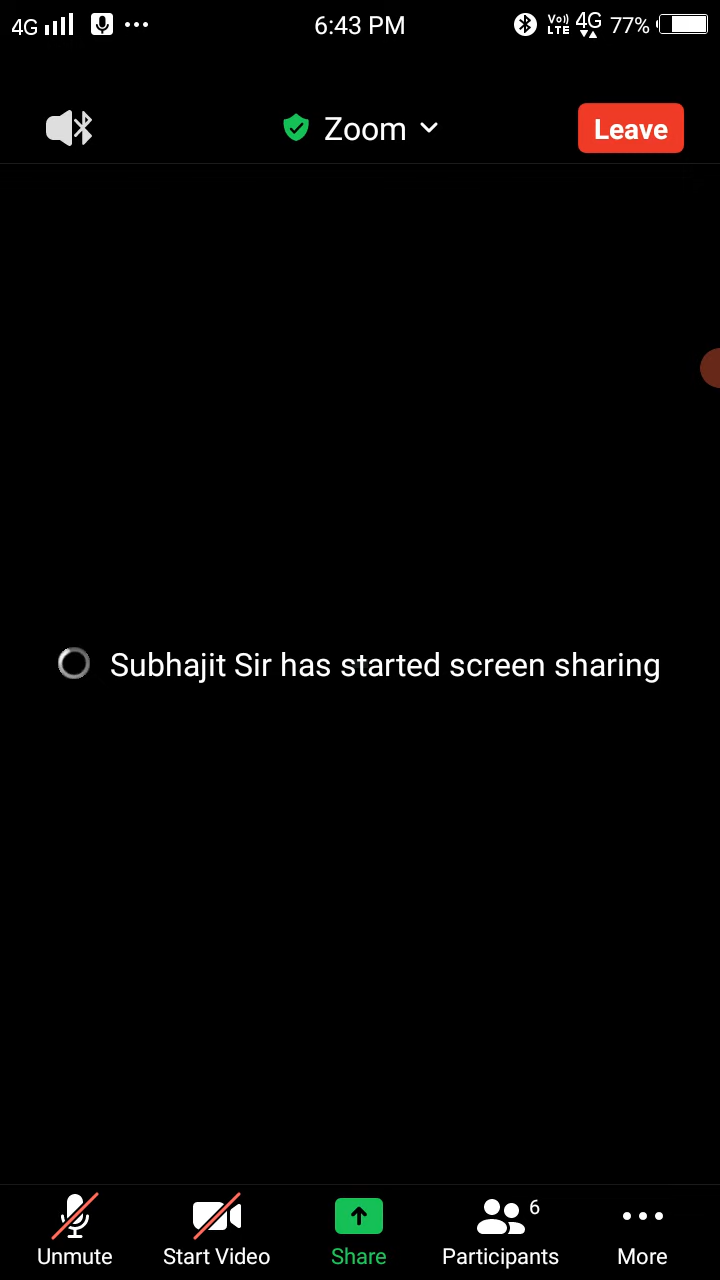 4G 6:43 PM Vo)) LTE 4G 77%
Zoom Leave
Subhajit Sir has started screen sharing
6
Unmute Start Video Share Participants More